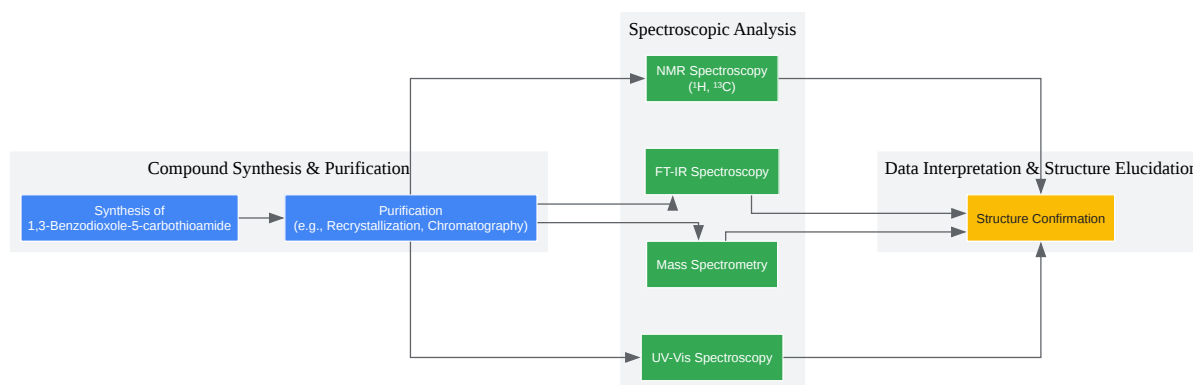 Spectroscopic Analysis
NMR Spectroscopy
(¹H, ¹³C)
Compound Synthesis & Purification
FT-IR Spectroscopy
Data Interpretation & Structure Elucidation
Synthesis of
1,3-Benzodioxole-5-carbothioamide
Purification
(e.g., Recrystallization, Chromatography)
Structure Confirmation
Mass Spectrometry
UV-Vis Spectroscopy